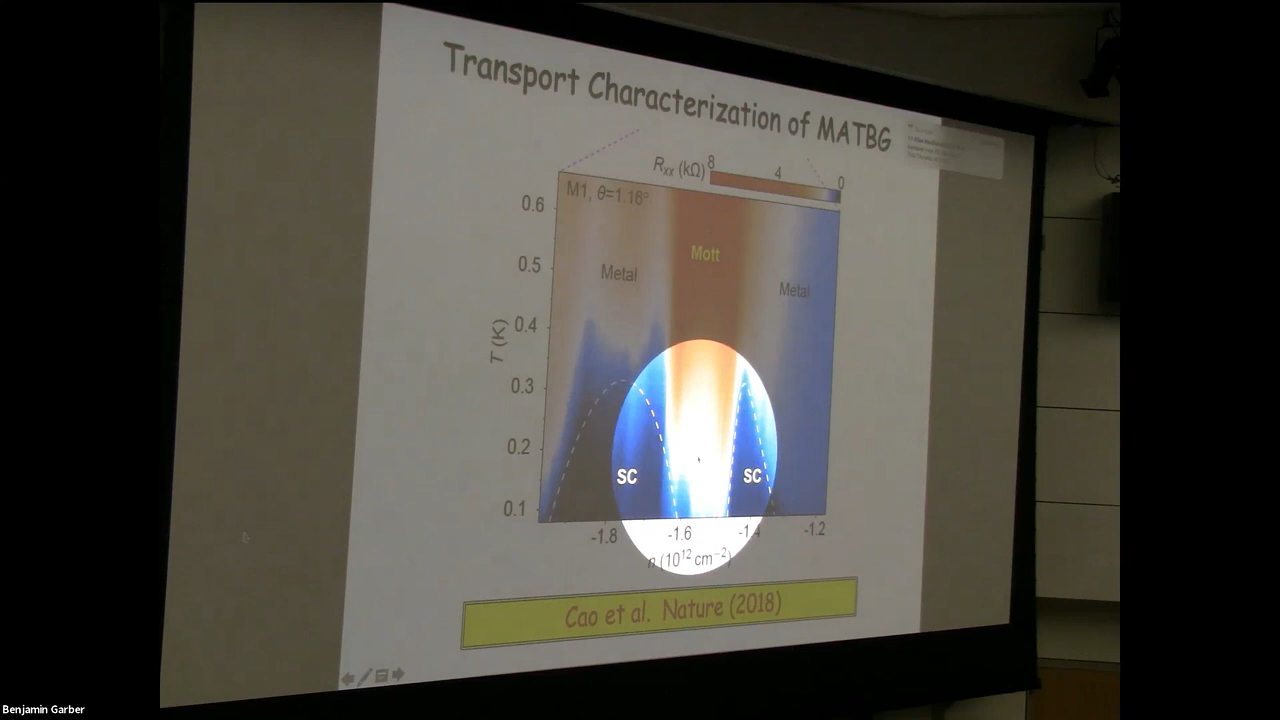 Transport Characterization of MATBG
Rxx (kΩ) 8 4 0
M1, θ=1.16°
0.6
Mott
0.5
Metal
Metal
0.4
T (K)
0.3
0.2
SC
SC
0.1
-1.8 -1.6 -1.4 -1.2
n (10¹² cm⁻²)
Cao et al. Nature (2018)
Benjamin Garber